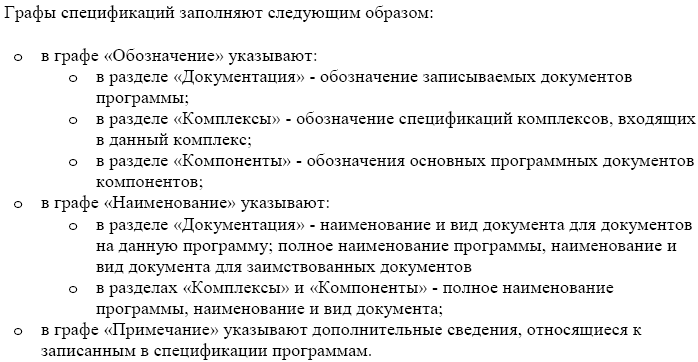 Графы спецификаций заполняют следующим образом:
o в графе «Обозначение» указывают:
o в разделе «Документация» - обозначение записываемых документов
программы;
o в разделе «Комплексы» - обозначение спецификаций комплексов, входящих
в данный комплекс;
o в разделе «Компоненты» - обозначения основных программных документов
компонентов;
o в графе «Наименование» указывают:
o в разделе «Документация» - наименование и вид документа для документов
на данную программу; полное наименование программы, наименование и
вид документа для заимствованных документов
o в разделах «Комплексы» и «Компоненты» - полное наименование
программы, наименование и вид документа;
o в графе «Примечание» указывают дополнительные сведения, относящиеся к
записанным в спецификации программам.